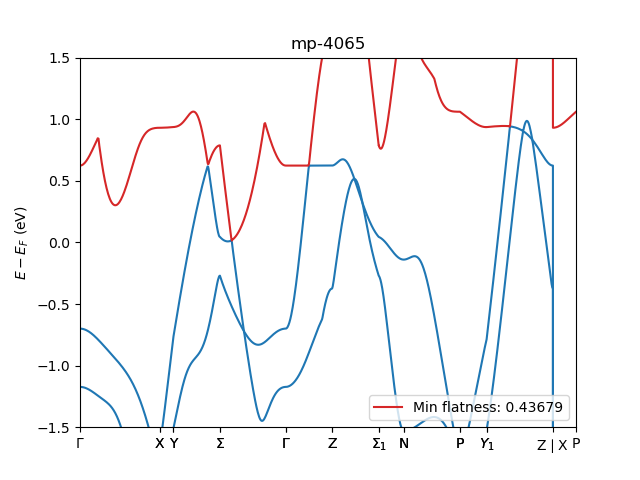 mp-4065
1.5
1.0
0.5
0.0
−0.5
−1.0
−1.5
E − E_F (eV)
Min flatness: 0.43679
Γ X Y Σ Γ Z Σ₁ N P Y₁ Z | X P